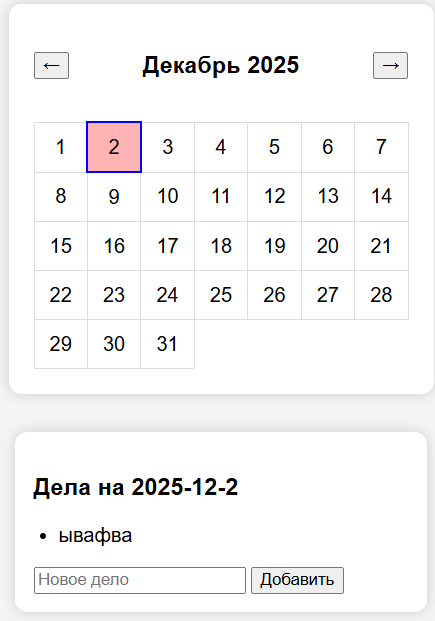 ← Декабрь 2025 →
1 2 3 4 5 6 7
8 9 10 11 12 13 14
15 16 17 18 19 20 21
22 23 24 25 26 27 28
29 30 31
Дела на 2025-12-2
• ывафва
Новое дело Добавить